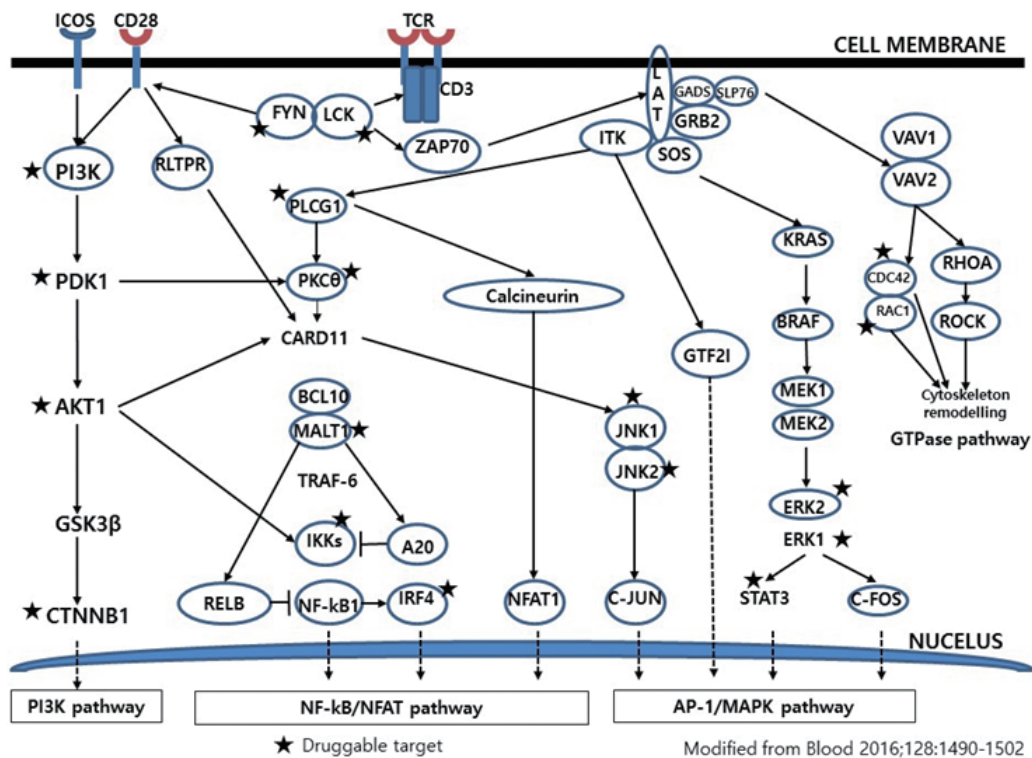 ICOS CD28 TCR
CELL MEMBRANE
CD3
L
A
T
GADS SLP76
GRB2
FYN LCK
ITK
SOS
ZAP70
VAV1
VAV2
PI3K
RLTPR
PLCG1
KRAS
PDK1
PKCθ
Calcineurin
CDC42
RHOA
RAC1
ROCK
BRAF
CARD11
GTF2I
MEK1
MEK2
Cytoskeleton
remodelling
GTPase pathway
AKT1
BCL10
MALT1
JNK1
JNK2
TRAF-6
GSK3β
IKKs
A20
ERK2
ERK1
CTNNB1
RELB
NF-kB1
IRF4
NFAT1
C-JUN
STAT3
C-FOS
NUCELUS
PI3K pathway
NF-kB/NFAT pathway
AP-1/MAPK pathway
★ Druggable target
Modified from Blood 2016;128:1490-1502